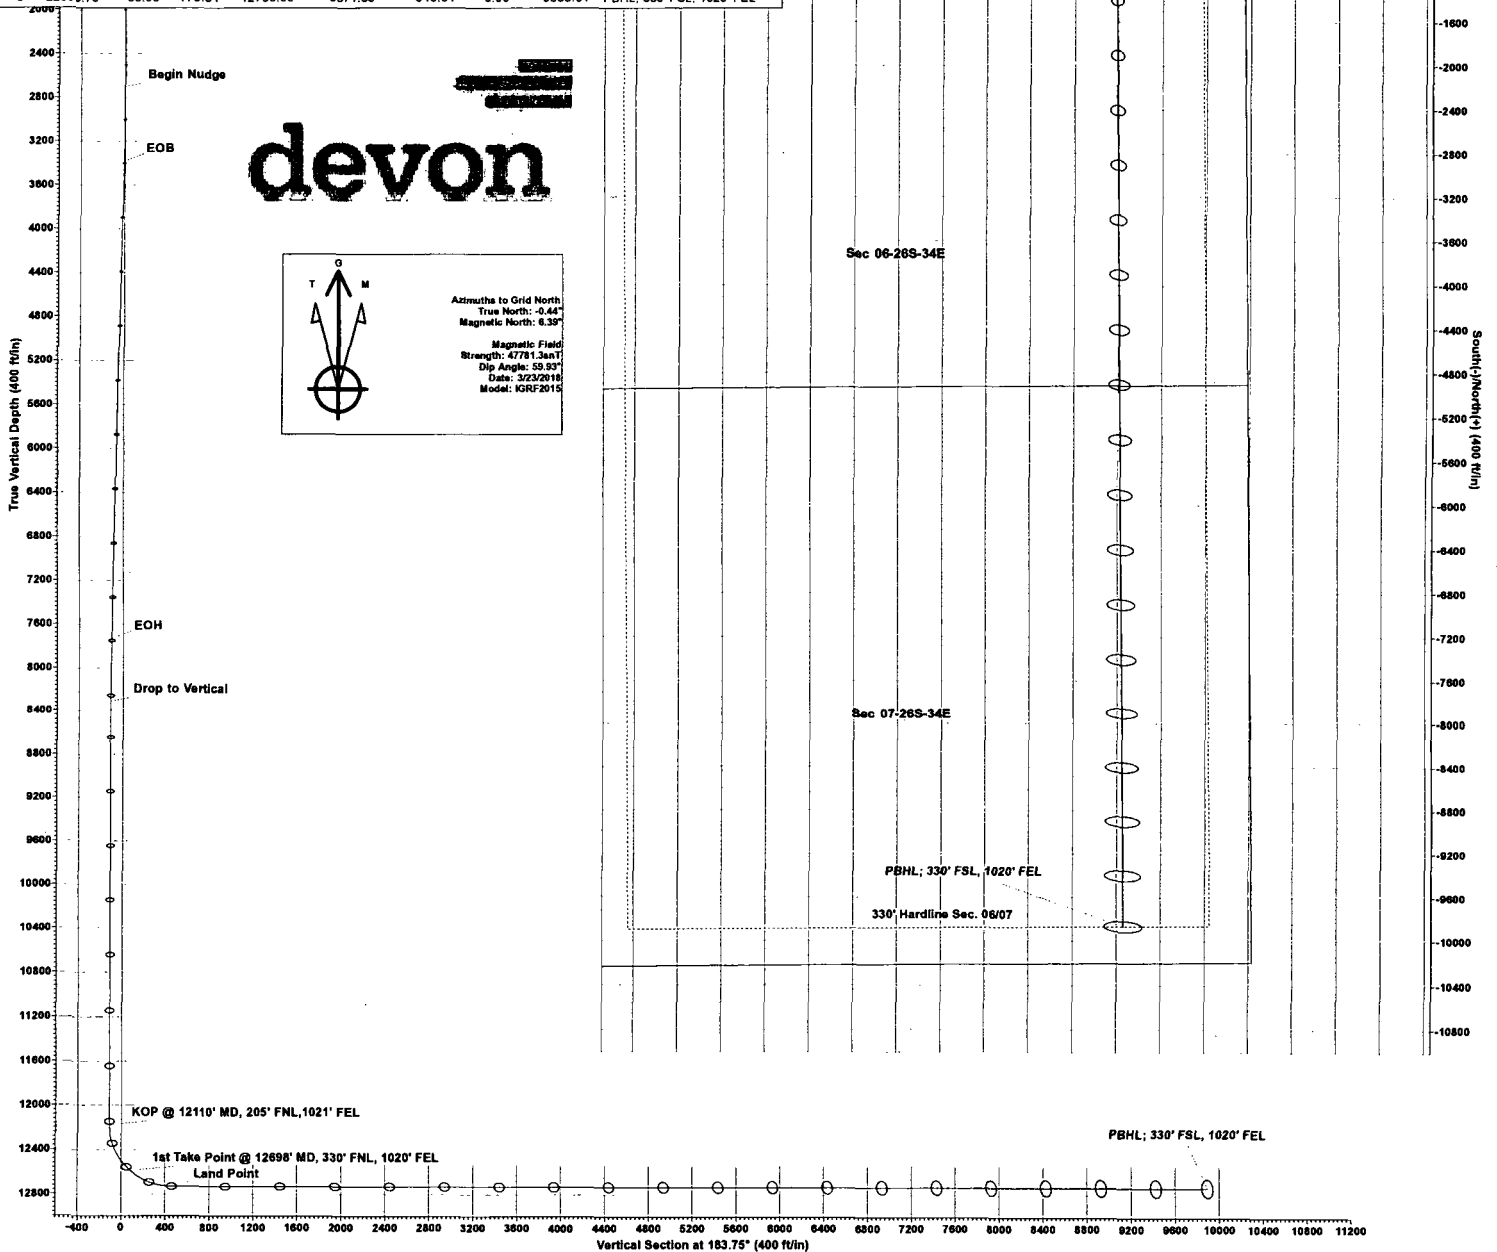 PBHL; 330' FSL, 1020' FEL
2000
2400
2800
3200
3600
4000
4400
4800
5200
5600
6000
6400
6800
7200
7600
8000
8400
8800
9200
9600
10000
10400
10800
11200
11600
12000
12400
12800
True Vertical Depth (400 ft/in)
Begin Nudge
EOB
devon
G
T M
Azimuths to Grid North
True North: -0.44°
Magnetic North: 6.39°
Magnetic Field
Strength: 47781.3snT
Dip Angle: 59.93°
Date: 3/23/2018
Model: IGRF2015
EOH
Drop to Vertical
KOP @ 12110' MD, 205' FNL,1021' FEL
1st Take Point @ 12698' MD, 330' FNL, 1020' FEL
Land Point
Sec 06-26S-34E
Sec 07-26S-34E
PBHL; 330' FSL, 1020' FEL
330' Hardline Sec. 06/07
-1600
-2000
-2400
-2800
-3200
-3600
-4000
-4400
-4800
-5200
-5600
-6000
-6400
-6800
-7200
-7600
-8000
-8400
-8800
-9200
-9600
-10000
-10400
-10800
South(-)/North(+) (400 ft/in)
PBHL; 330' FSL, 1020' FEL
-400 0 400 800 1200 1600 2000 2400 2800 3200 3600 4000 4400 4800 5200 5600 6000 6400 6800 7200 7600 8000 8400 8800 9200 9600 10000 10400 10800 11200
Vertical Section at 183.75° (400 ft/in)